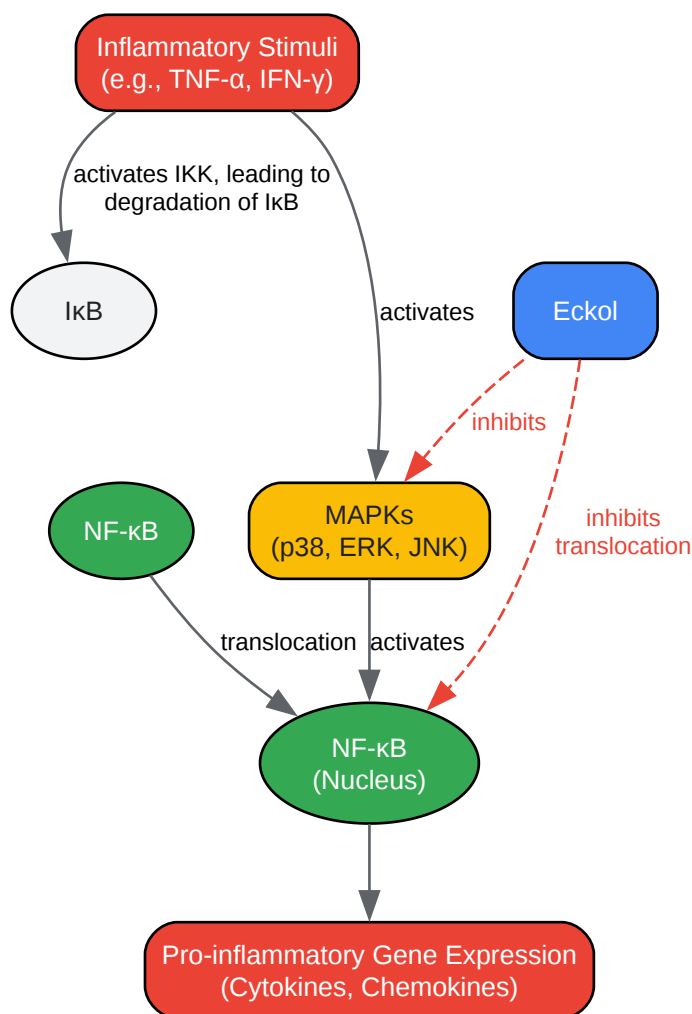 Inflammatory Stimuli
(e.g., TNF-α, IFN-γ)
activates IKK, leading to
degradation of IκB
IκB
activates
Eckol
inhibits
NF-κB
MAPKs
(p38, ERK, JNK)
inhibits
translocation
translocation
activates
NF-κB
(Nucleus)
Pro-inflammatory Gene Expression
(Cytokines, Chemokines)